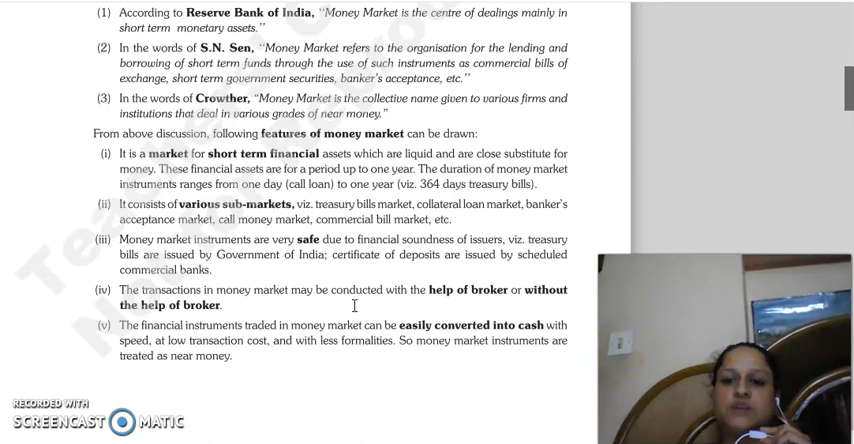 (1) According to Reserve Bank of India, "Money Market is the centre of dealings mainly in
short term monetary assets."
(2) In the words of S.N. Sen, "Money Market refers to the organisation for the lending and
borrowing of short term funds through the use of such instruments as commercial bills of
exchange, short term government securities, banker's acceptance, etc."
(3) In the words of Crowther, "Money Market is the collective name given to various firms and
institutions that deal in various grades of near money."
From above discussion, following features of money market can be drawn:
(i) It is a market for short term financial assets which are liquid and are close substitute for
money. These financial assets are for a period up to one year. The duration of money market
instruments ranges from one day (call loan) to one year (viz. 364 days treasury bills).
(ii) It consists of various sub-markets, viz. treasury bills market, collateral loan market, banker's
acceptance market, call money market, commercial bill market, etc.
(iii) Money market instruments are very safe due to financial soundness of issuers, viz. treasury
bills are issued by Government of India; certificate of deposits are issued by scheduled
commercial banks.
(iv) The transactions in money market may be conducted with the help of broker or without
the help of broker.
(v) The financial instruments traded in money market can be easily converted into cash with
speed, at low transaction cost, and with less formalities. So money market instruments are
treated as near money.
RECORDED WITH
SCREENCAST MATIC